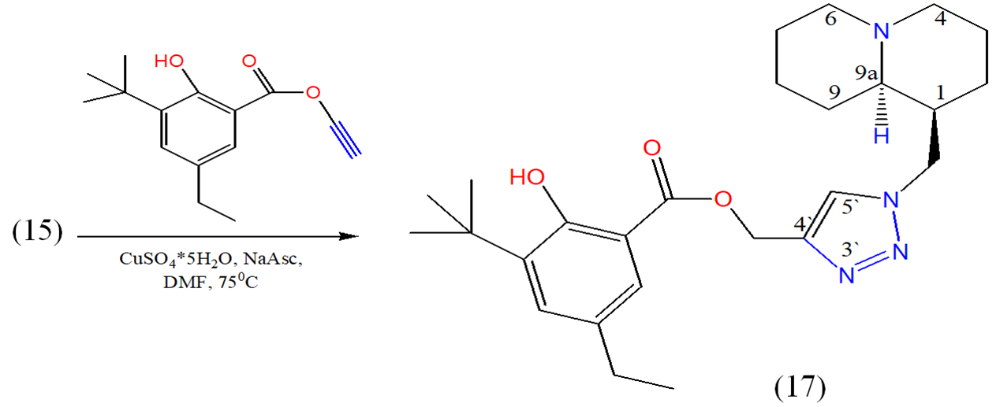 6
N
4
9a
9
1
H
HO
O
O
(15)
CuSO4*5H2O, NaAsc,
DMF, 75⁰C
HO
O
O
4`
5`
N
3`
N
N
(17)